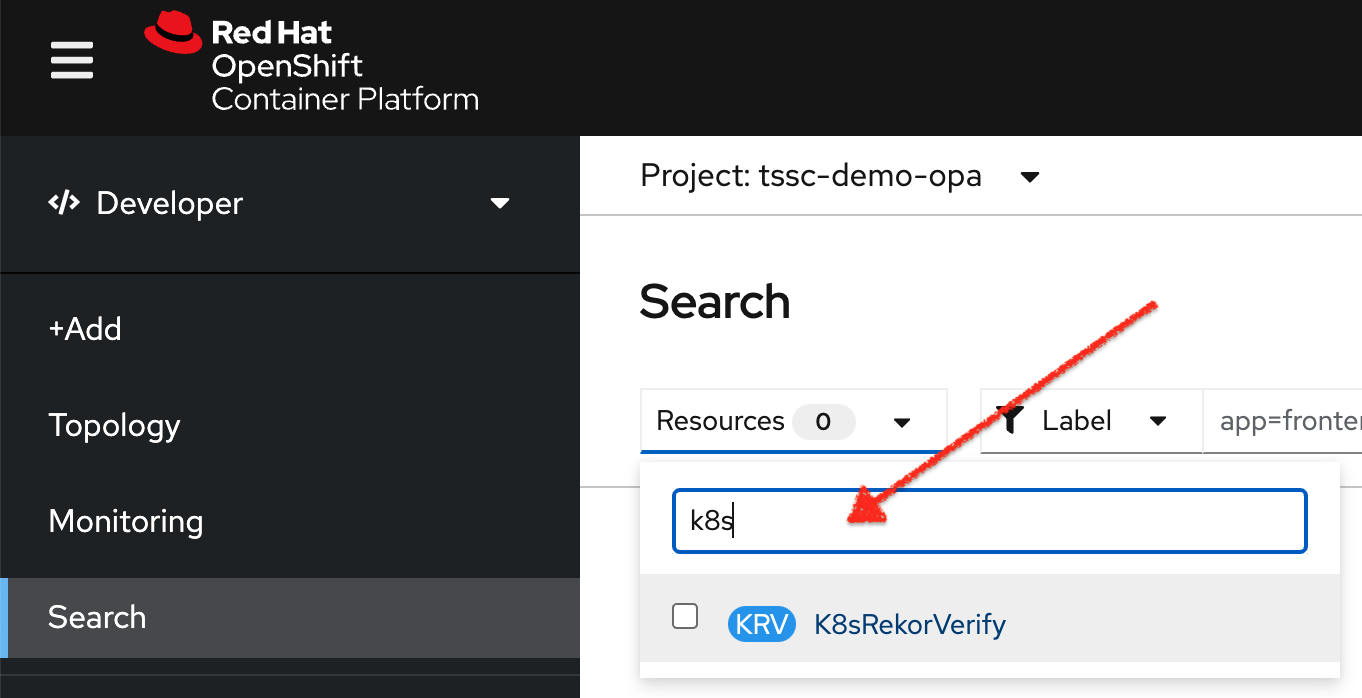 Red Hat
OpenShift
Container Platform
Developer
+Add
Topology
Monitoring
Search
Project: tssc-demo-opa
Search
Resources 0
Label
app=fronte
k8s
KRV K8sRekorVerify